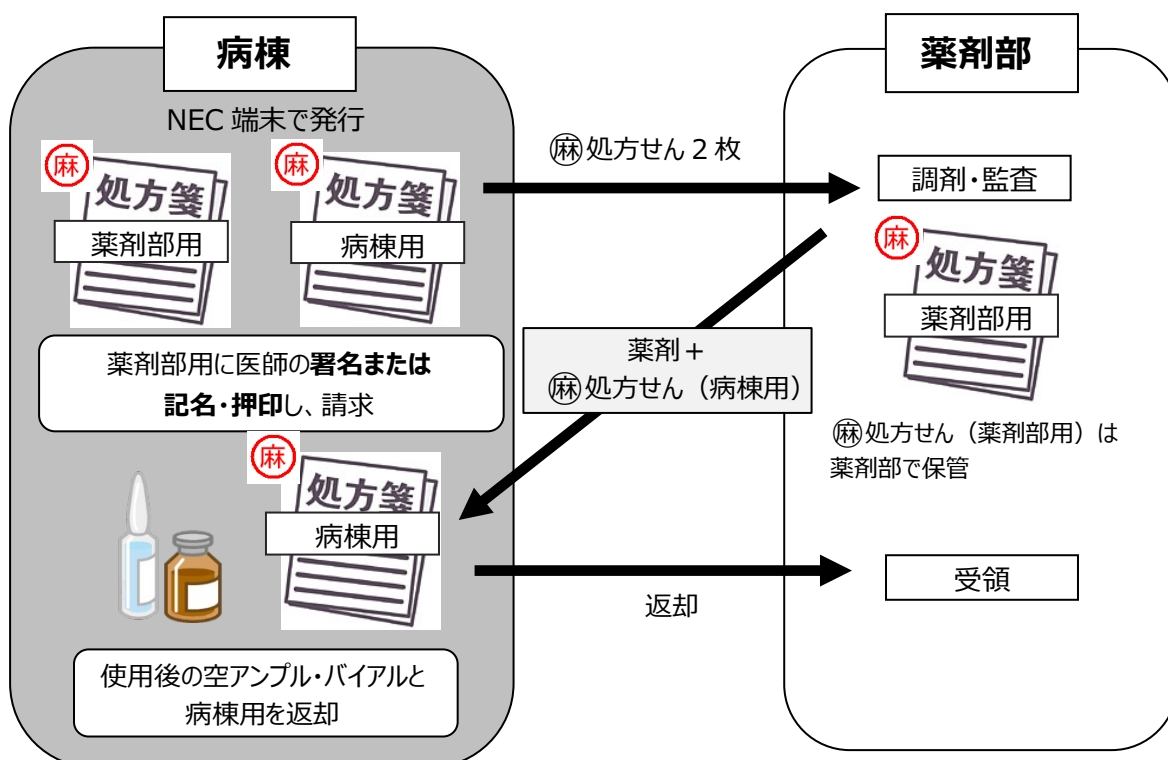 病棟
薬剤部
NEC 端末で発行
麻
処方箋
薬剤部用
麻
処方箋
病棟用
㊙処方せん2枚
調剤・監査
麻
処方箋
薬剤部用
薬剤部用に医師の署名または
記名・押印し、請求
薬剤+
麻処方せん(病棟用)
麻処方せん(薬剤部用)は
薬剤部で保管
麻
処方箋
病棟用
返却
受領
使用後の空アンプル・バイアルと
病棟用を返却